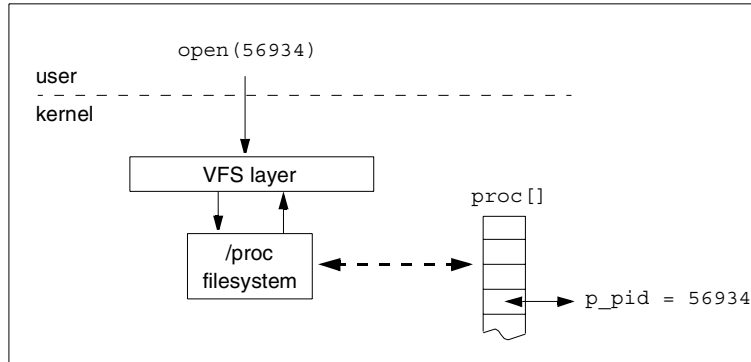 open(56934)
user
kernel
VFS layer
proc[]
/proc
filesystem
p_pid = 56934